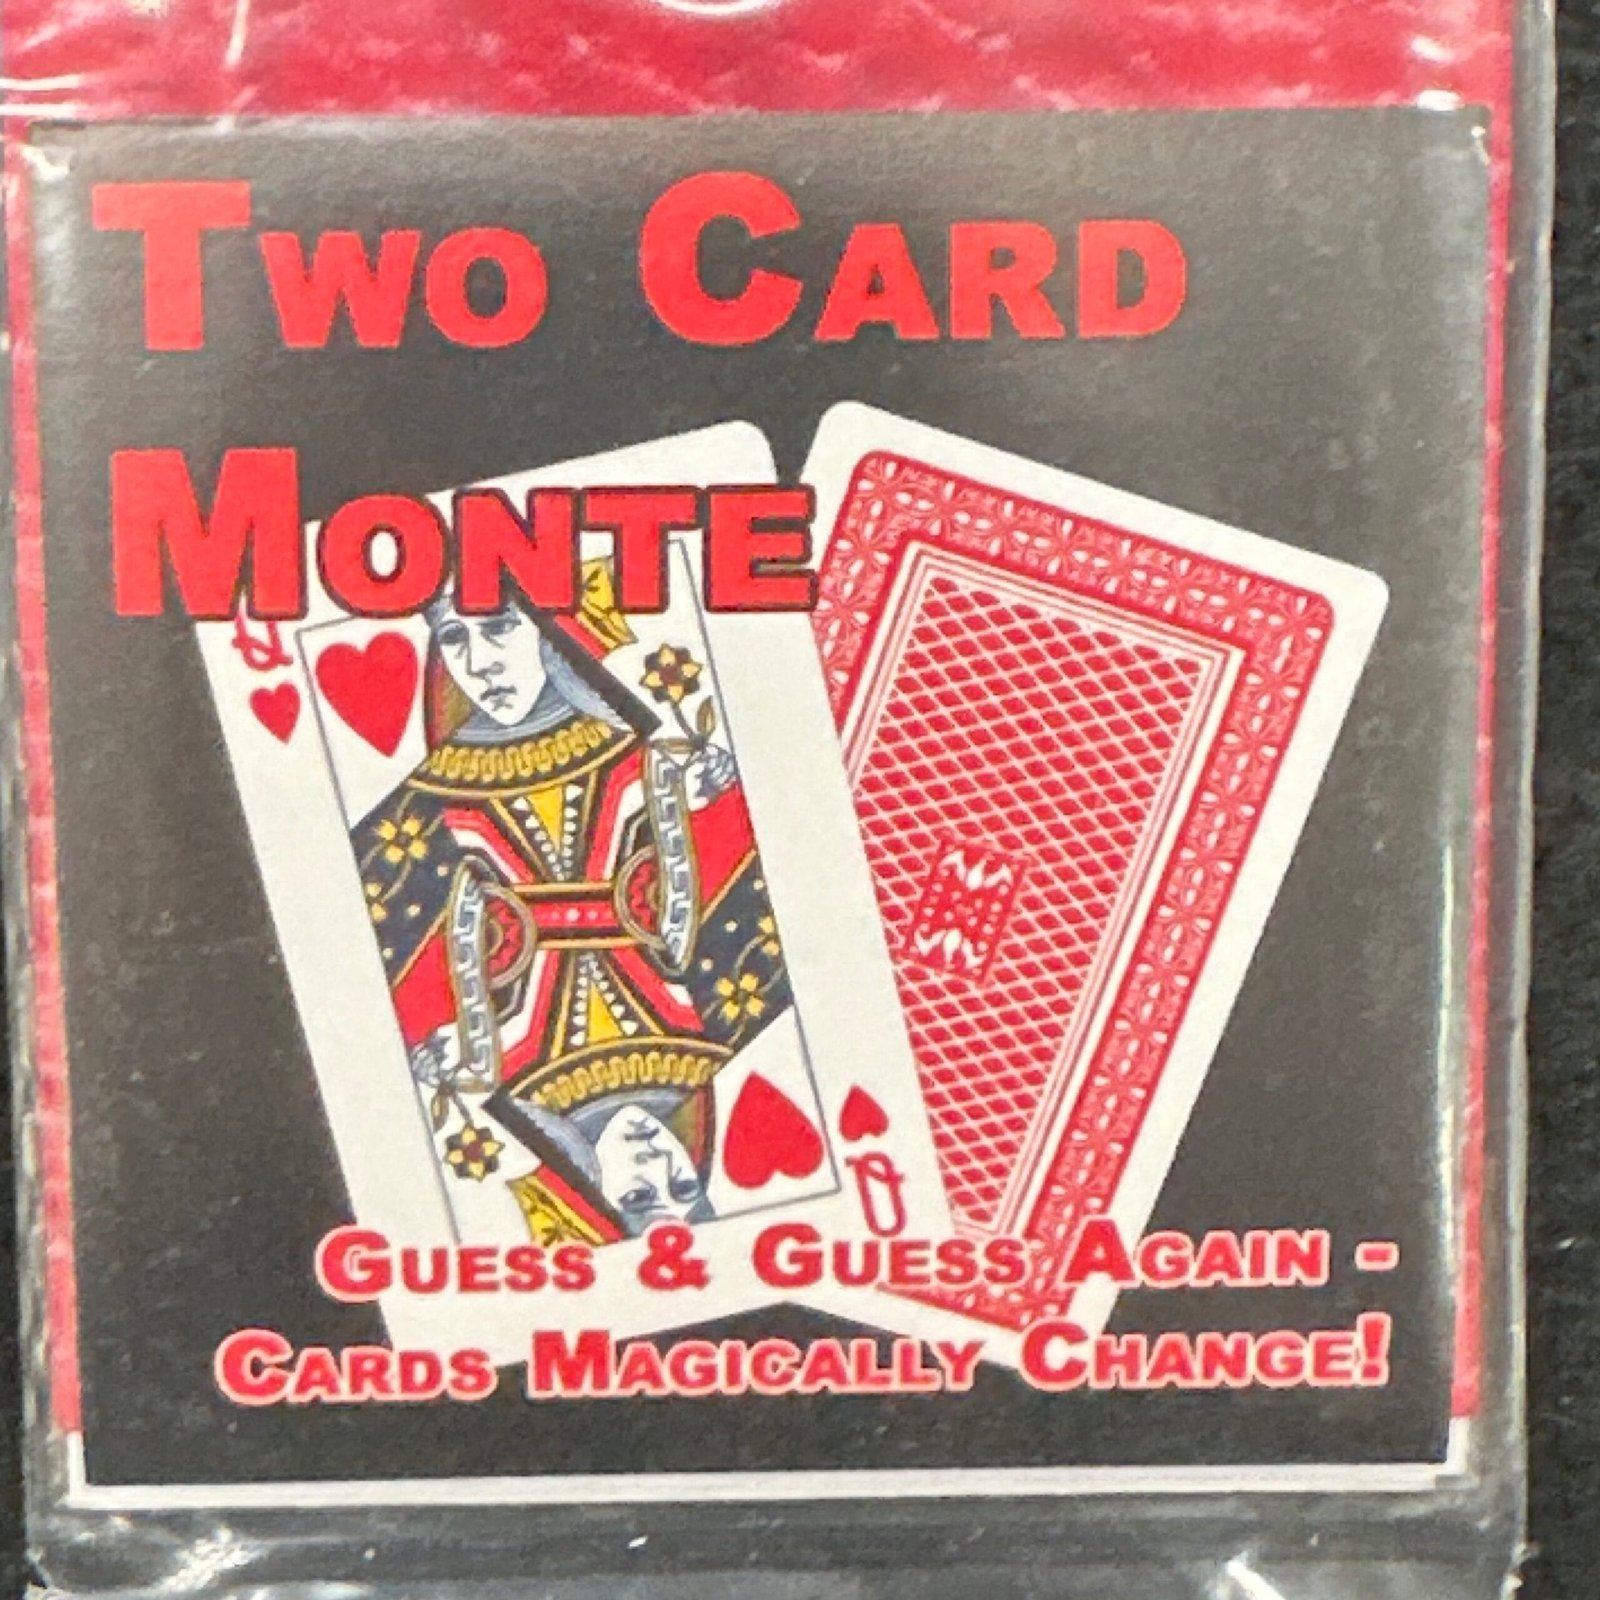 TWO CARD
MONTE
Q
Q
GUESS & GUESS AGAIN -
CARDS MAGICALLY CHANGE!